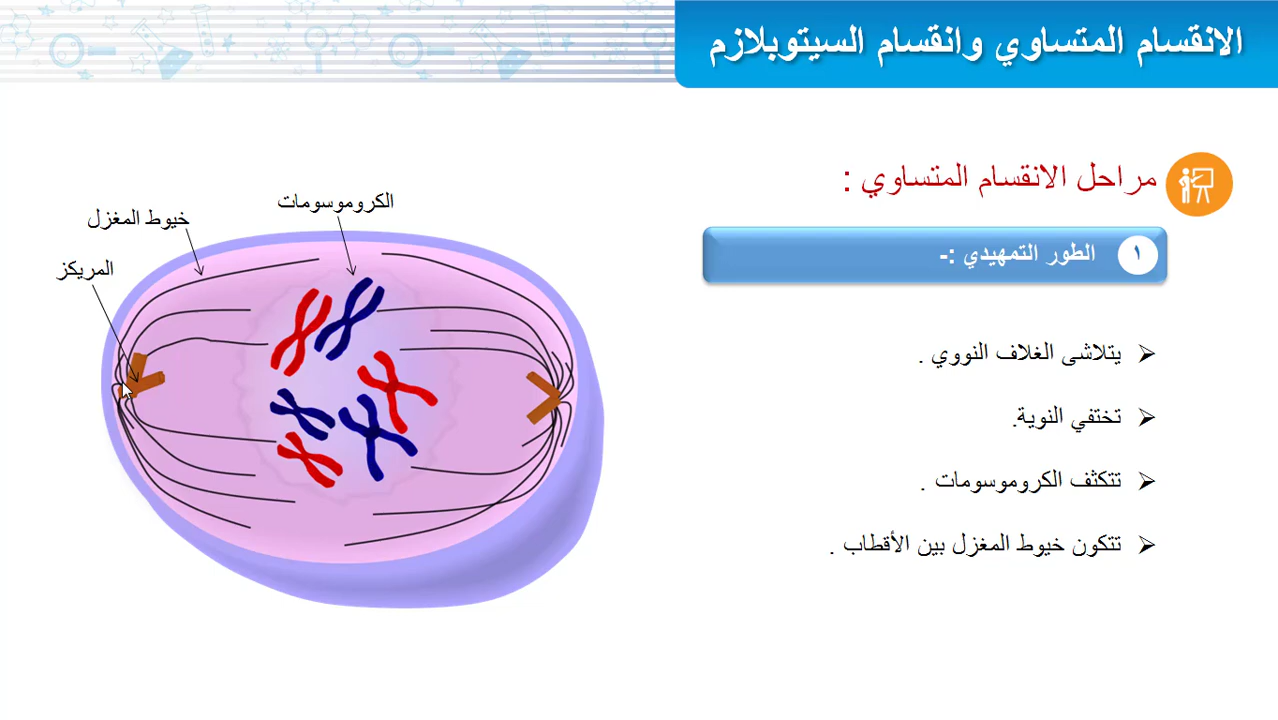 الانقسام المتساوي وانقسام السيتوبلازم
مراحل الانقسام المتساوي :
١ الطور التمهيدي :-
يتلاشى الغلاف النووي .
تختفي النوية.
تتكثف الكروموسومات .
تتكون خيوط المغزل بين الأقطاب .
الكروموسومات
خيوط المغزل
المريكز